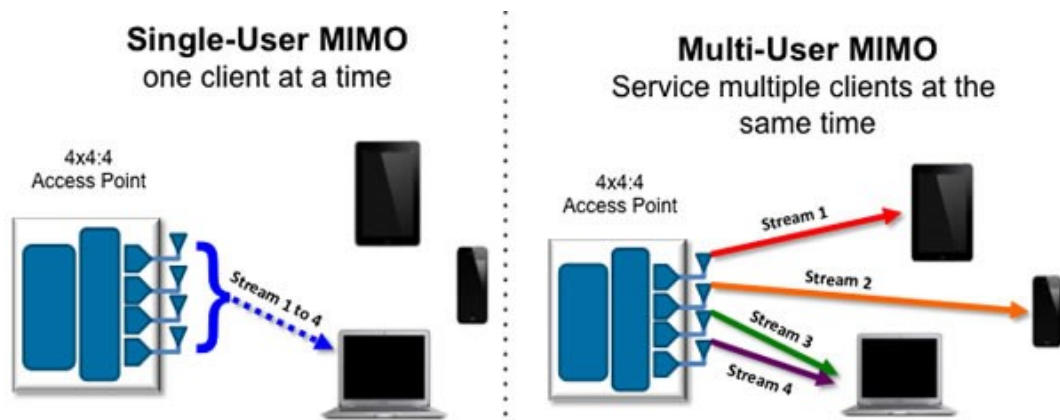 Single-User MIMO
one client at a time
4x4:4
Access Point
Stream 1 to 4
Multi-User MIMO
Service multiple clients at the
same time
4x4:4
Access Point
Stream 1
Stream 2
Stream 3
Stream 4